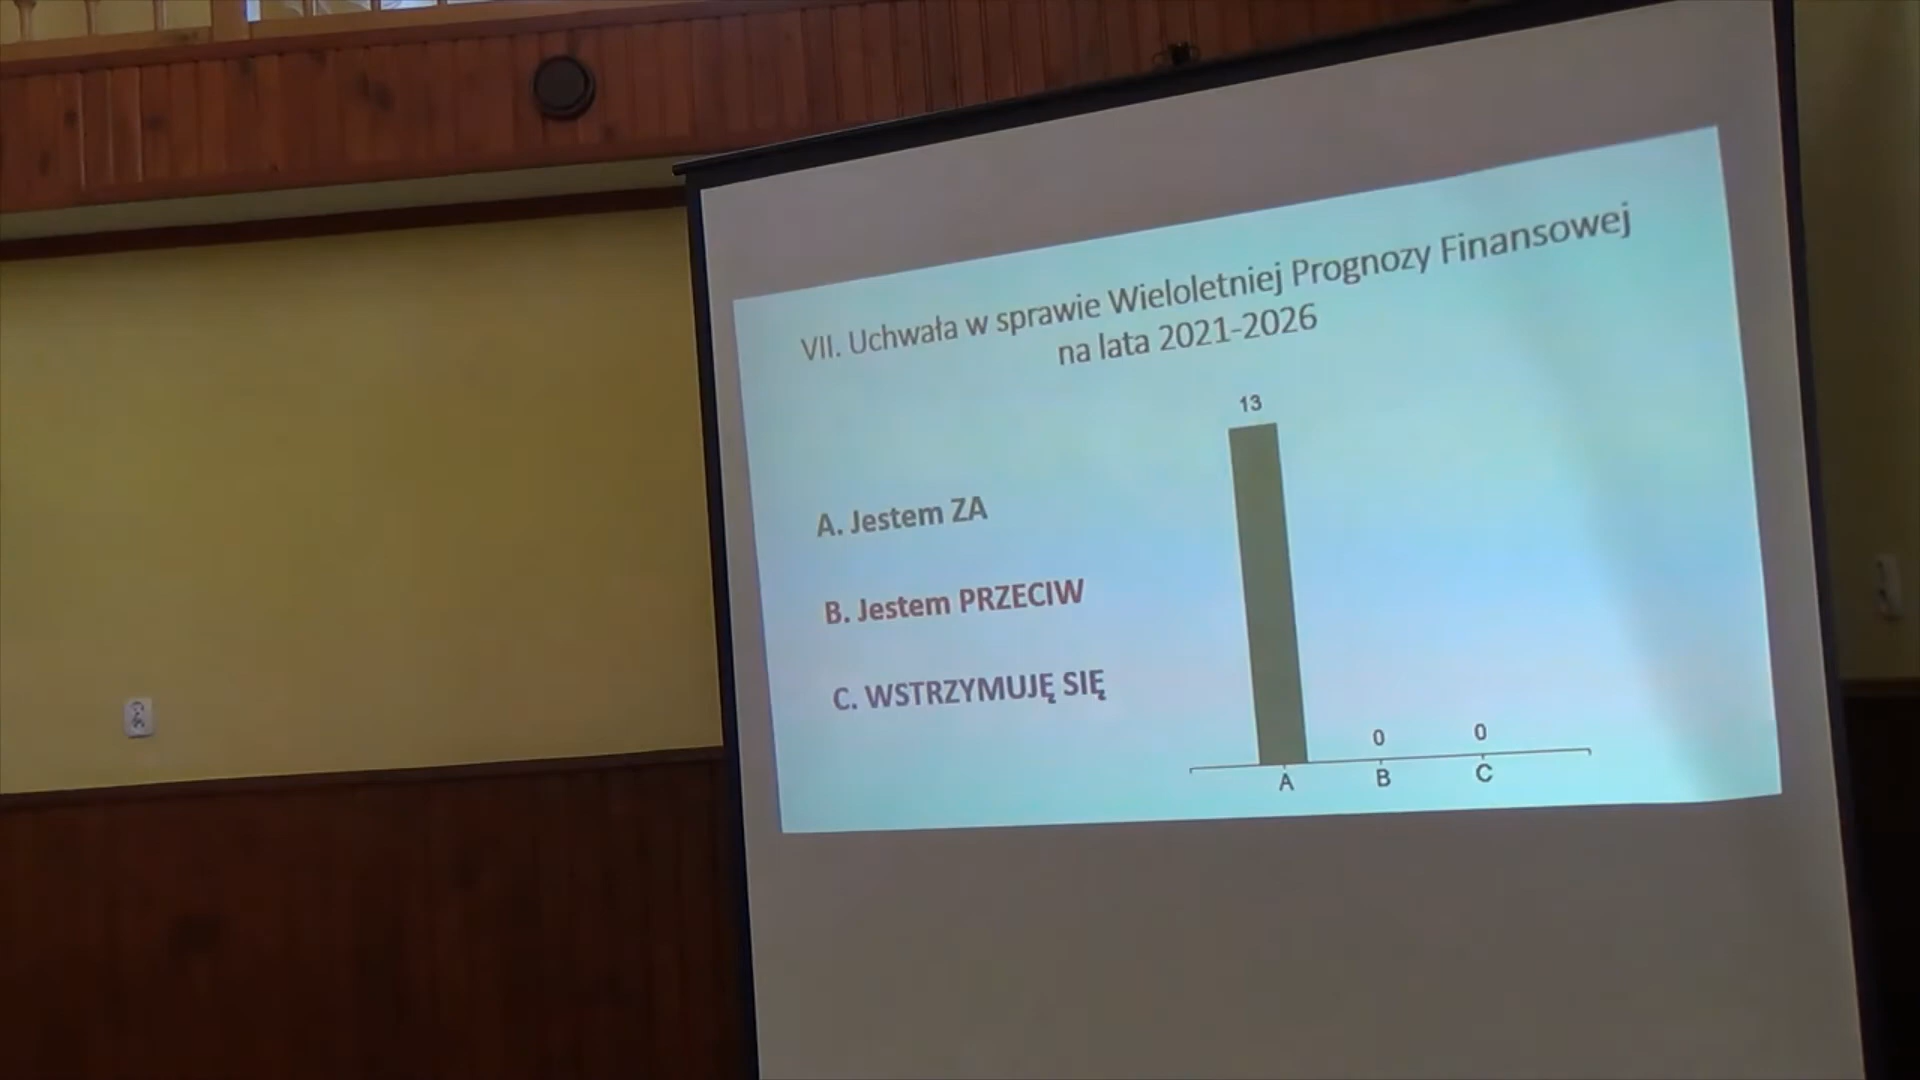 VII. Uchwała w sprawie Wieloletniej Prognozy Finansowej
na lata 2021-2026
13
A. Jestem ZA
B. Jestem PRZECIW
C. WSTRZYMUJĘ SIĘ
0 0
A B C